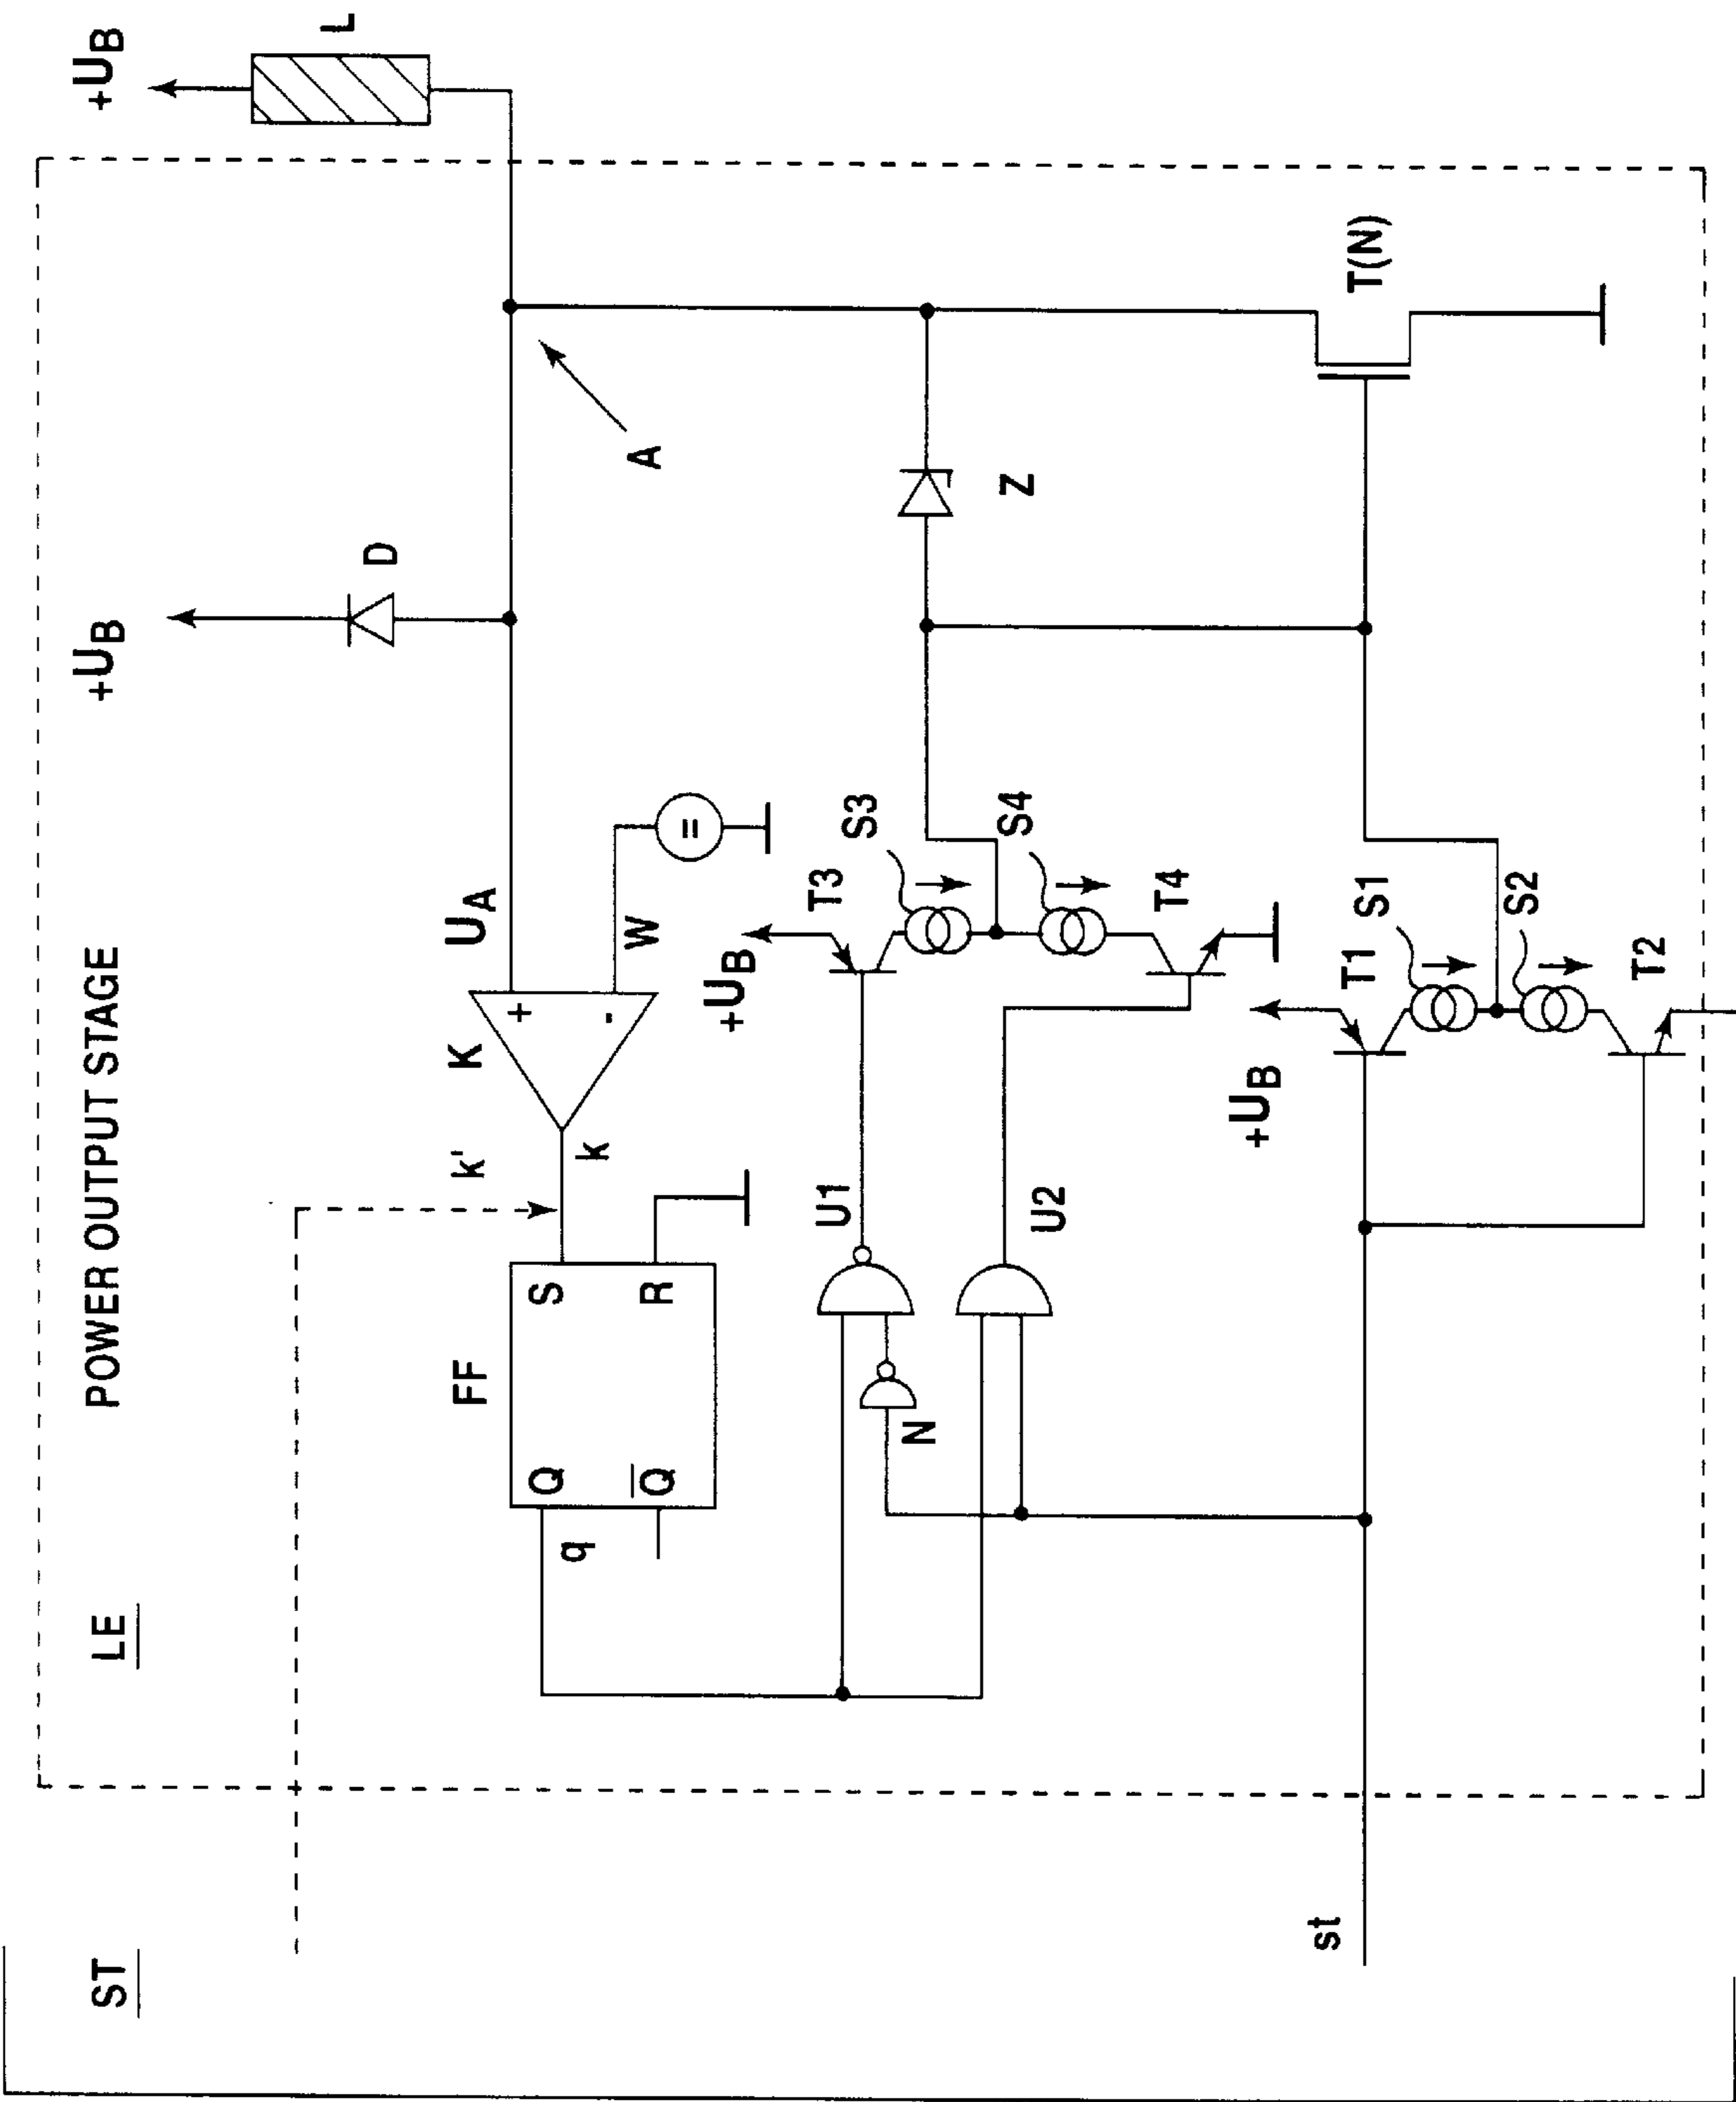 ST
LE
POWER OUTPUT STAGE
+UB
+UB
L
D
k'
FF
K
UA
A
Q
S
+
q
k
Q
R
-
W
+UB
T3
S3
U1
N
U2
S4
Z
T4
+UB
T1
S1
T(N)
st
S2
T2
=